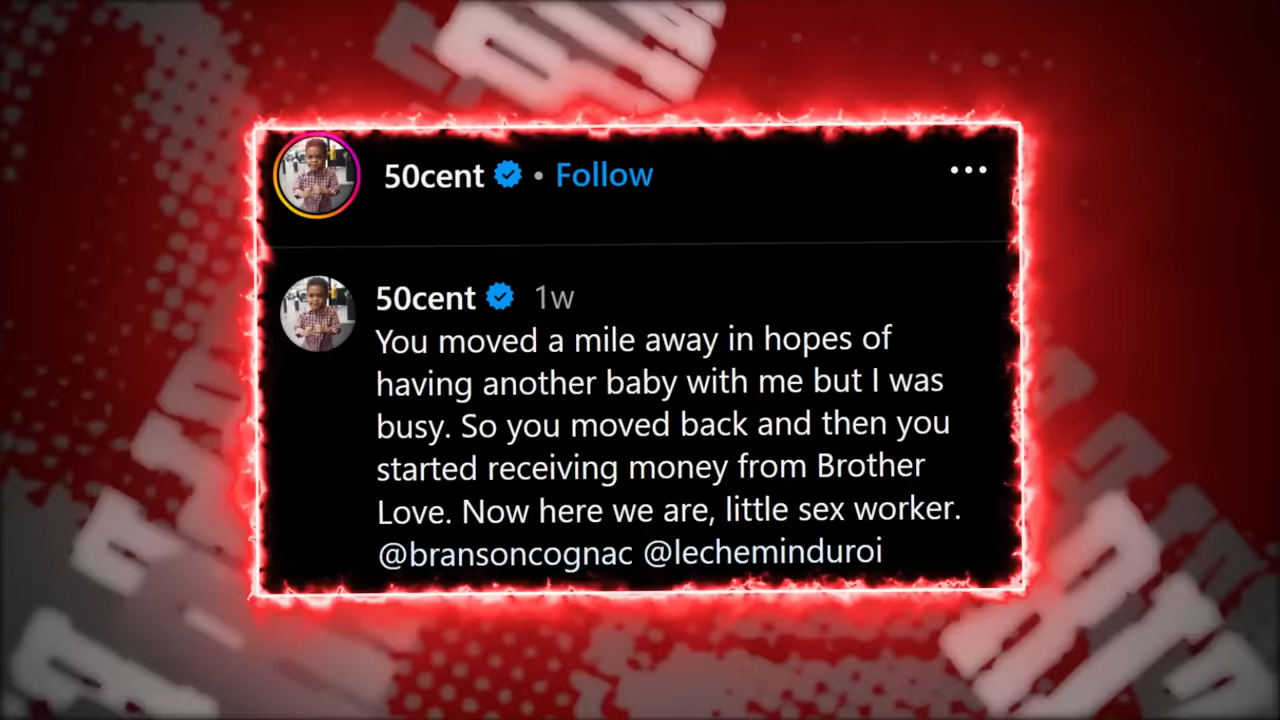 50cent • Follow
50cent 1w
You moved a mile away in hopes of
having another baby with me but I was
busy. So you moved back and then you
started receiving money from Brother
Love. Now here we are, little sex worker.
@bransoncognac @lecheminduroi